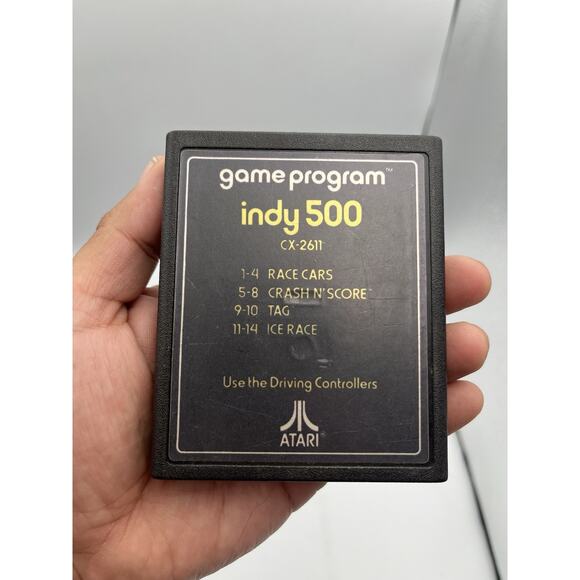 game program™
indy 500
CX-2611
1-4 RACE CARS
5-8 CRASH N' SCORE™
9-10 TAG
11-14 ICE RACE
Use the Driving Controllers
ATARI®